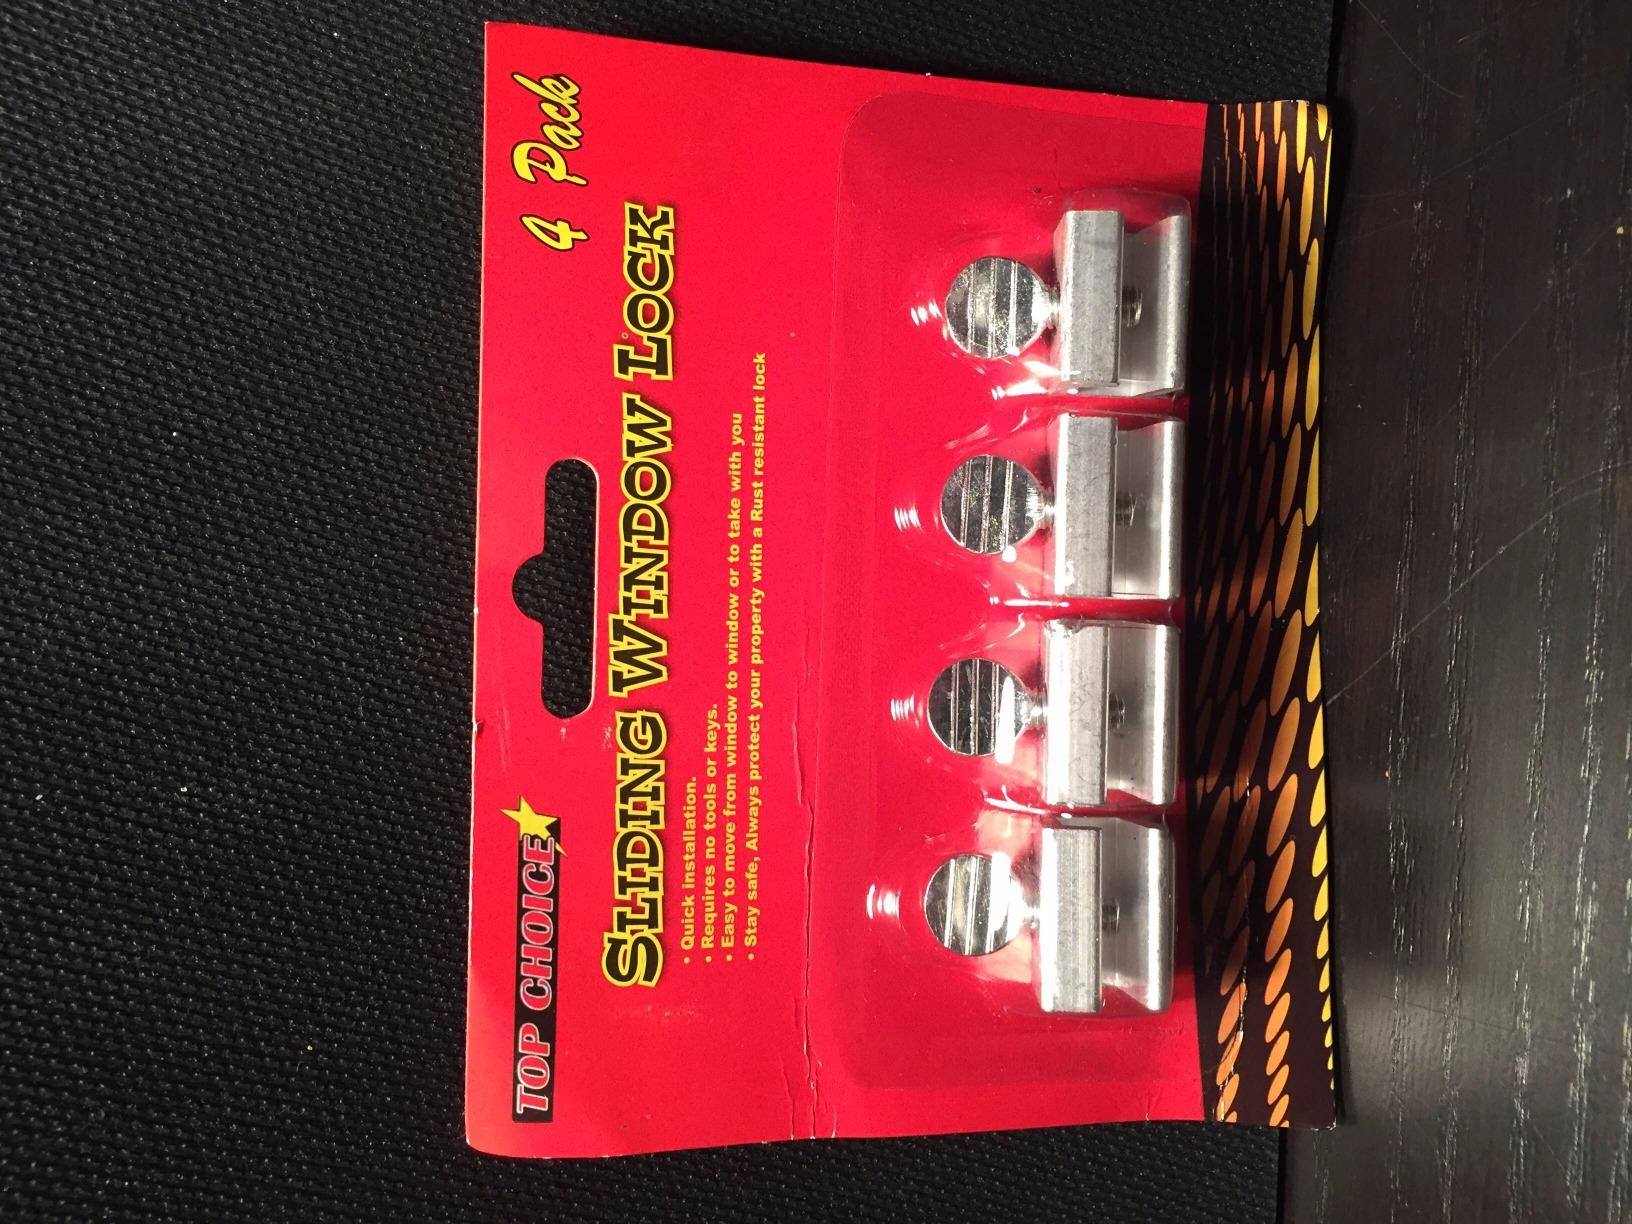 TOP CHOICE
4 Pack
SLIDING WINDOW LOCK
• Quick installation.
• Requires no tools or keys.
• Easy to move from window to window or to take with you
• Stay safe, Always protect your property with a Rust resistant lock